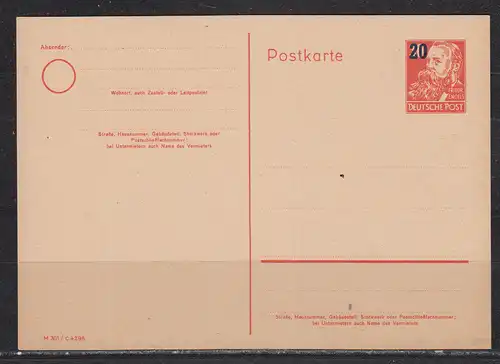 Absender:
Postkarte
20
DEUTSCHE POST
Wohnort, auch Zustell- oder Leitpostamt
Straße, Hausnummer, Gebäudeteil, Stockwerk oder
Postschließfachnummer;
bei Untermietern auch Name des Vermieters
Straße, Hausnummer, Gebäudeteil, Stockwerk oder Postschließfachnummer;
bei Untermietern auch Name des Vermieters
M 301 /